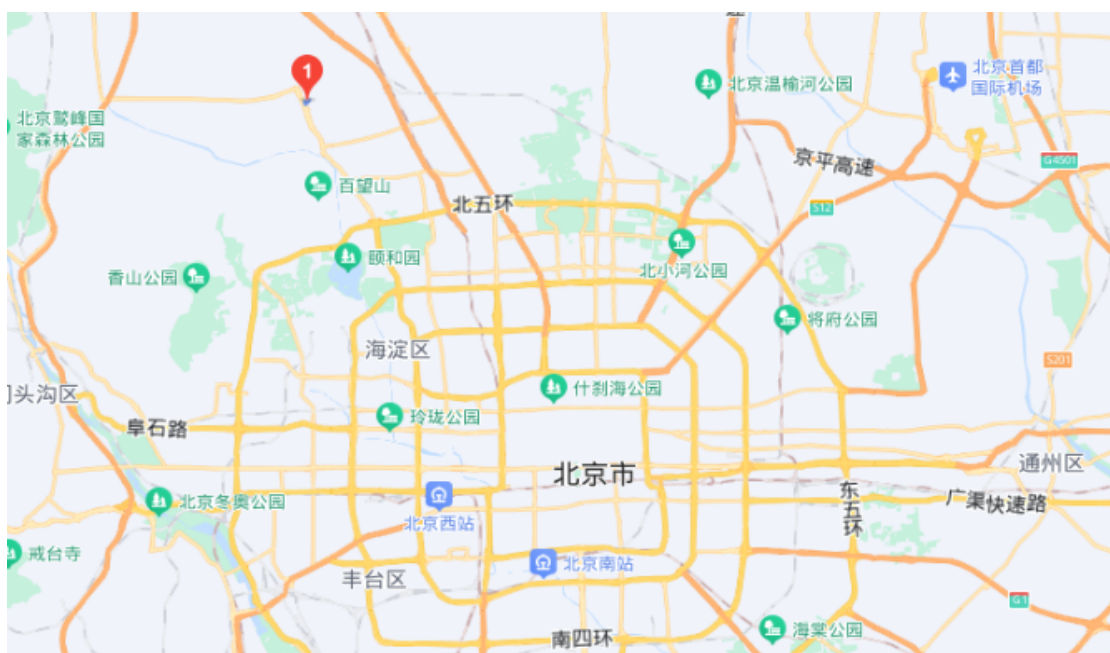 1
北京温榆河公园
北京首都
国际机场
北京鹫峰国
家森林公园
京平高速
G4501
百望山
北五环
S12
颐和园
北小河公园
香山公园
将府公园
海淀区
S201
什刹海公园
头沟区
玲珑公园
阜石路
北京市
通州区
北京冬奥公园
东五环
广渠快速路
北京西站
戒台寺
北京南站
丰台区
G1
海棠公园
南四环